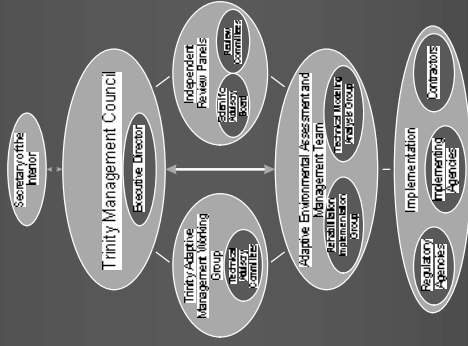 Secretary of the
Interior
Trinity Management Council
Executive Director
Trinity Adaptive
Management Working
Group
Technical
Advisory
Committees
Independent
Review Panels
Scientific
Advisory
Board
Review
Committees
Adaptive Environmental Assessment and
Management Team
Rehabilitation
Implementation
Group
Technical Modeling
Analysis Group
Implementation
Regulatory
Agencies
Implementing
Agencies
Contractors